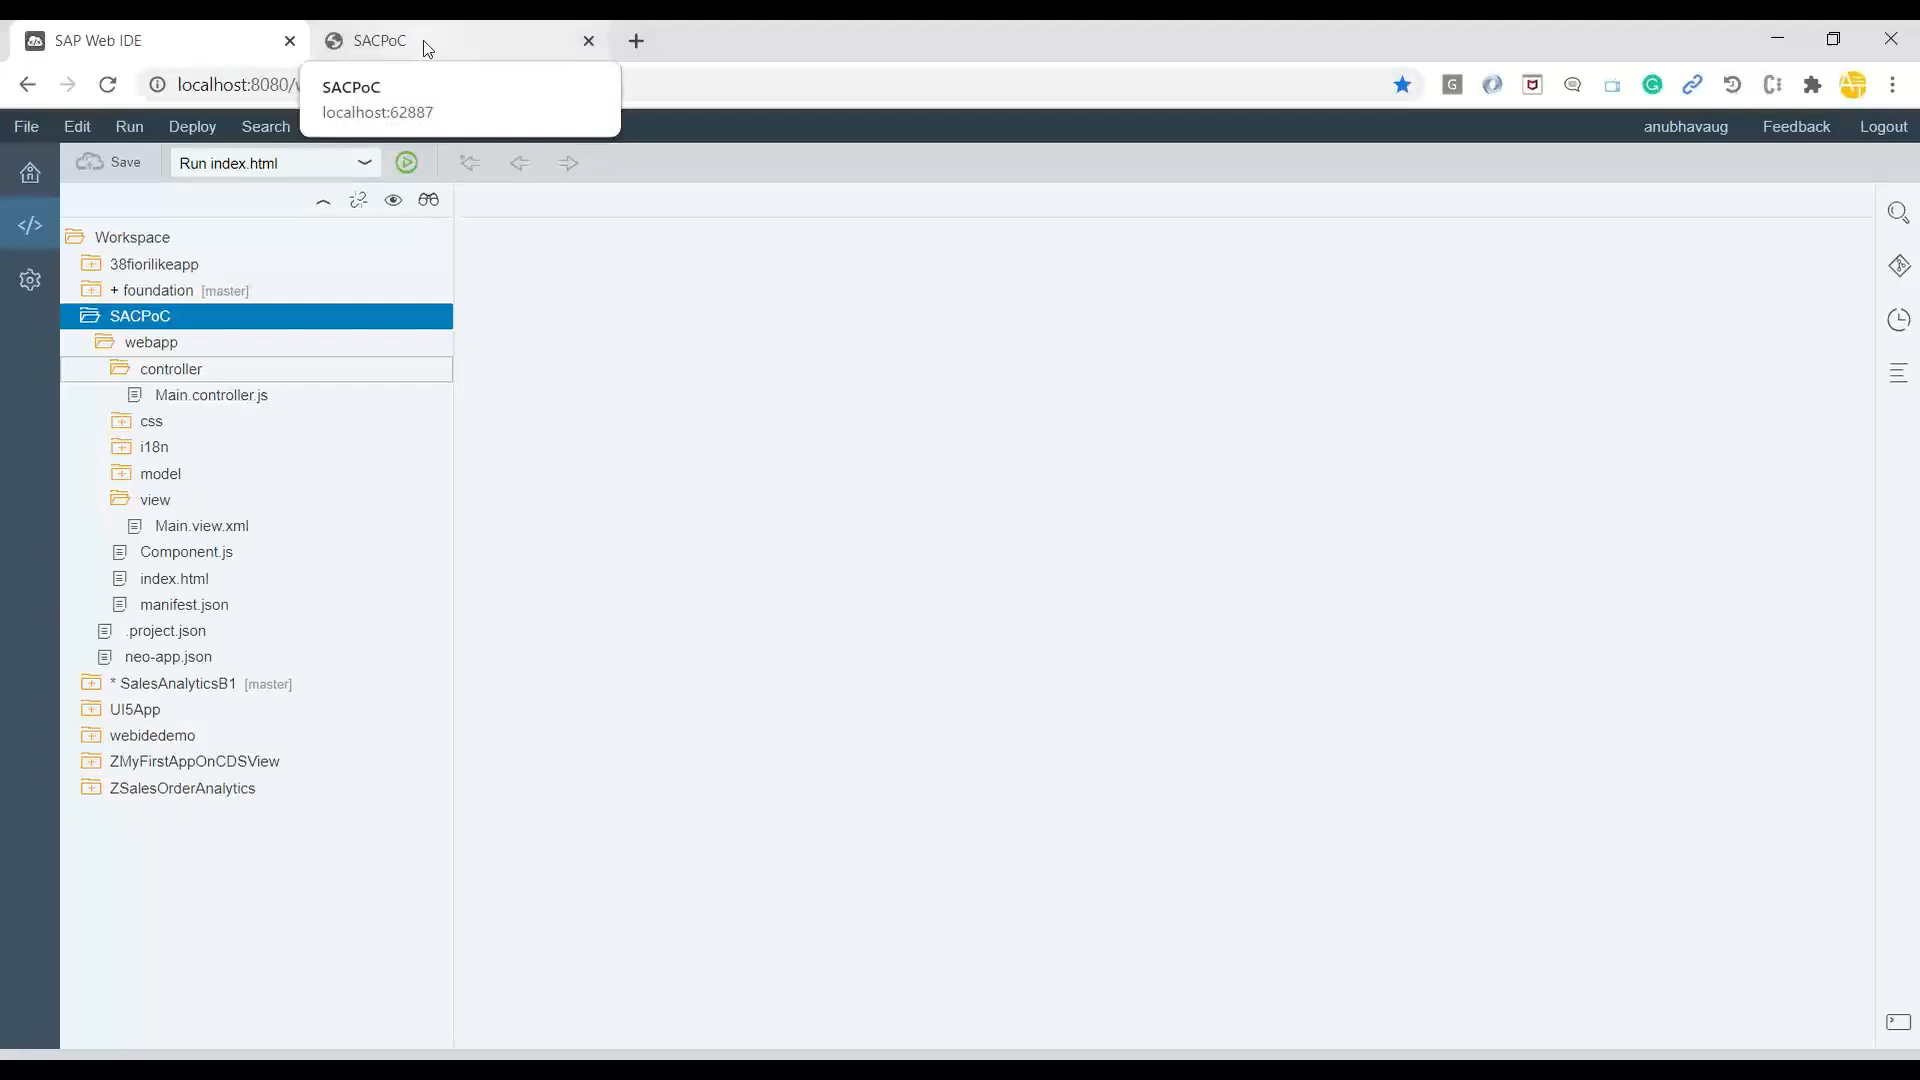 SAP Web IDE
SACPoC
localhost:8080/
SACPoC
localhost:62887
File Edit Run Deploy Search
anubhavaug Feedback Logout
Save
Run index.html
Workspace
38fiorilikeapp
+ foundation [master]
SACPoC
webapp
controller
Main.controller.js
css
i18n
model
view
Main.view.xml
Component.js
index.html
manifest.json
.project.json
neo-app.json
* SalesAnalyticsB1 [master]
UI5App
webidedemo
ZMyFirstAppOnCDSView
ZSalesOrderAnalytics